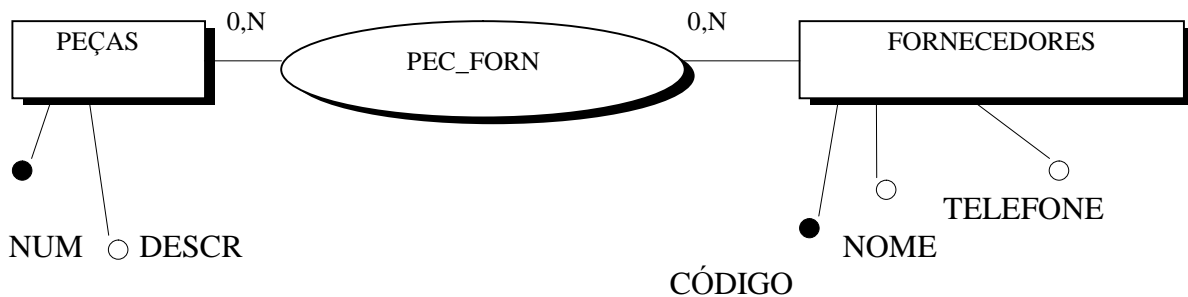 0,N 0,N
PEÇAS PEC_FORN FORNECEDORES
TELEFONE
NUM DESCR NOME
CÓDIGO